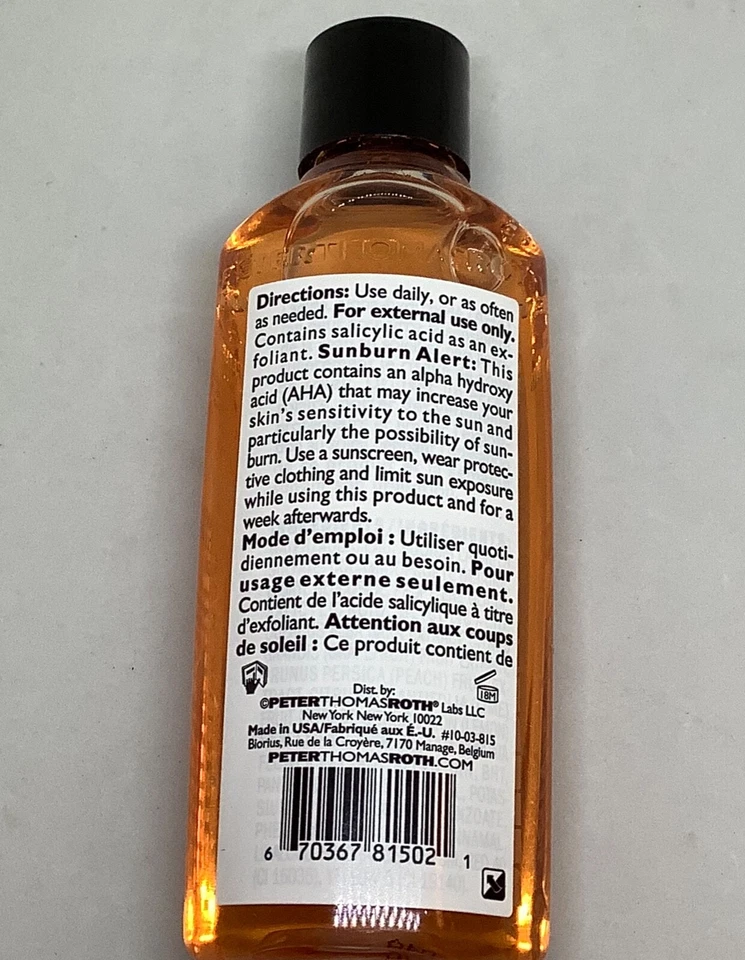 Directions: Use daily, or as often
as needed. For external use only.
Contains salicylic acid as an ex-
foliant. Sunburn Alert: This
product contains an alpha hydroxy
acid (AHA) that may increase your
skin's sensitivity to the sun and
particularly the possibility of sun-
burn. Use a sunscreen, wear protec-
tive clothing and limit sun exposure
while using this product and for a
week afterwards.
Mode d'emploi : Utiliser quoti-
diennement ou au besoin. Pour
usage externe seulement.
Contient de l'acide salicylique à titre
d'exfoliant. Attention aux coups
de soleil : Ce produit contient de
18M
Dist. by:
©PETERTHOMASROTH® Labs LLC
New York New York 10022
Made in USA/Fabriqué aux É.-U. #10-03-815
Biorius, Rue de la Croyère, 7170 Manage, Belgium
PETERTHOMASROTH.COM
6 70367 81502 1